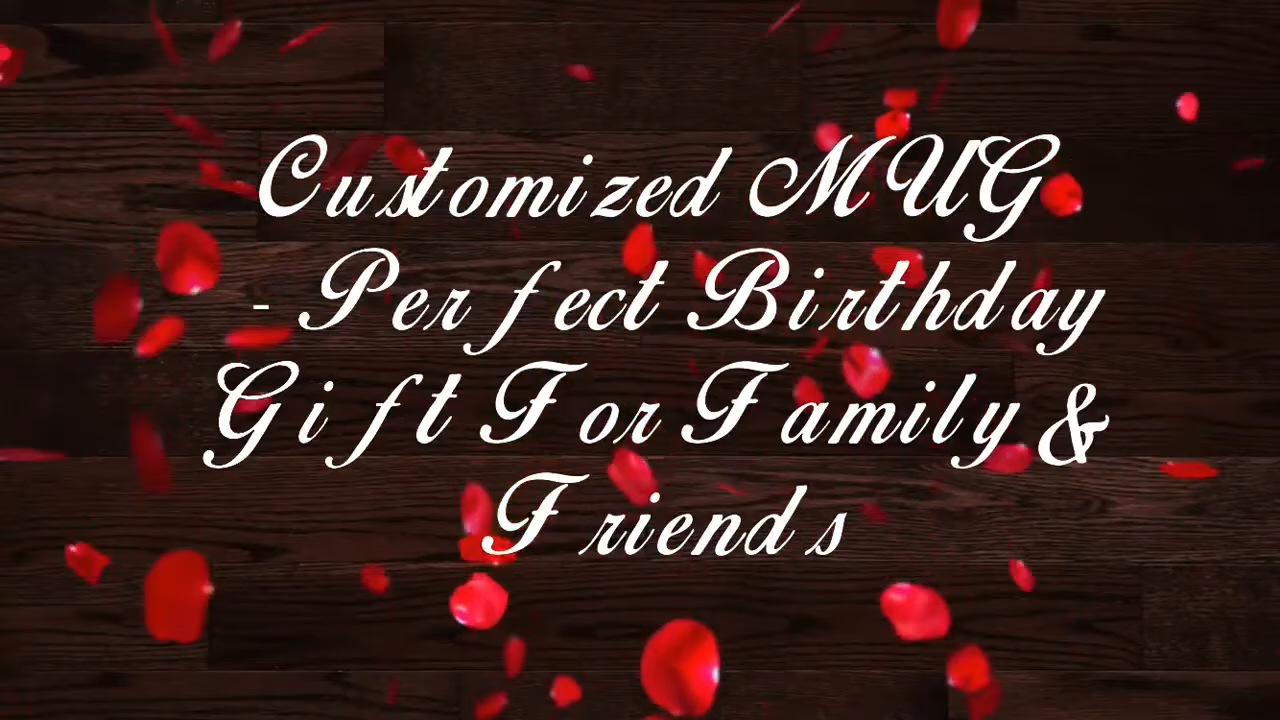 Customized MUG
- Perfect Birthday
Gift For Family &
Friends